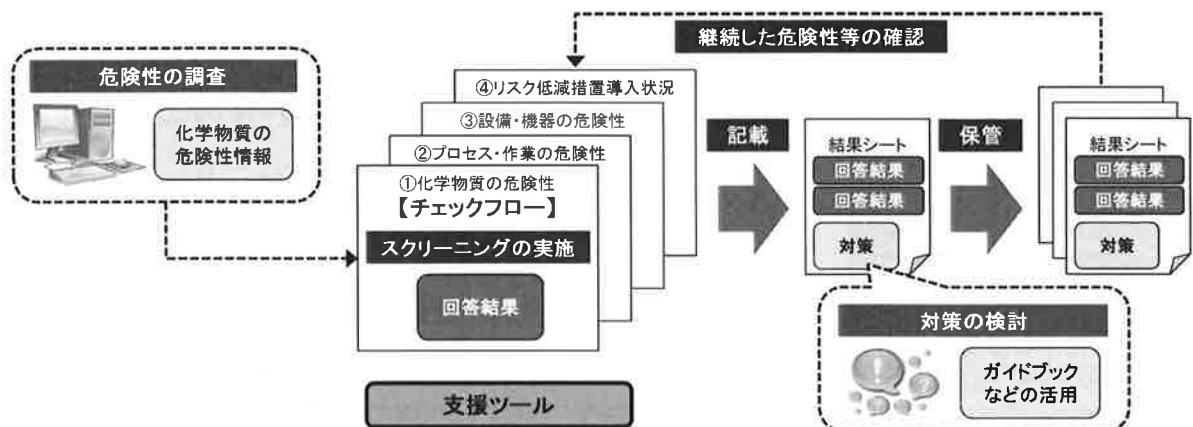 継続した危険性等の確認
危険性の調査
化学物質の
危険性情報
④リスク低減措置導入状況
③設備・機器の危険性
②プロセス・作業の危険性
①化学物質の危険性
【チェックフロー】
スクリーニングの実施
回答結果
支援ツール
記載
結果シート
回答結果
回答結果
対策
保管
結果シート
回答結果
回答結果
対策
対策の検討
ガイドブック
などの活用